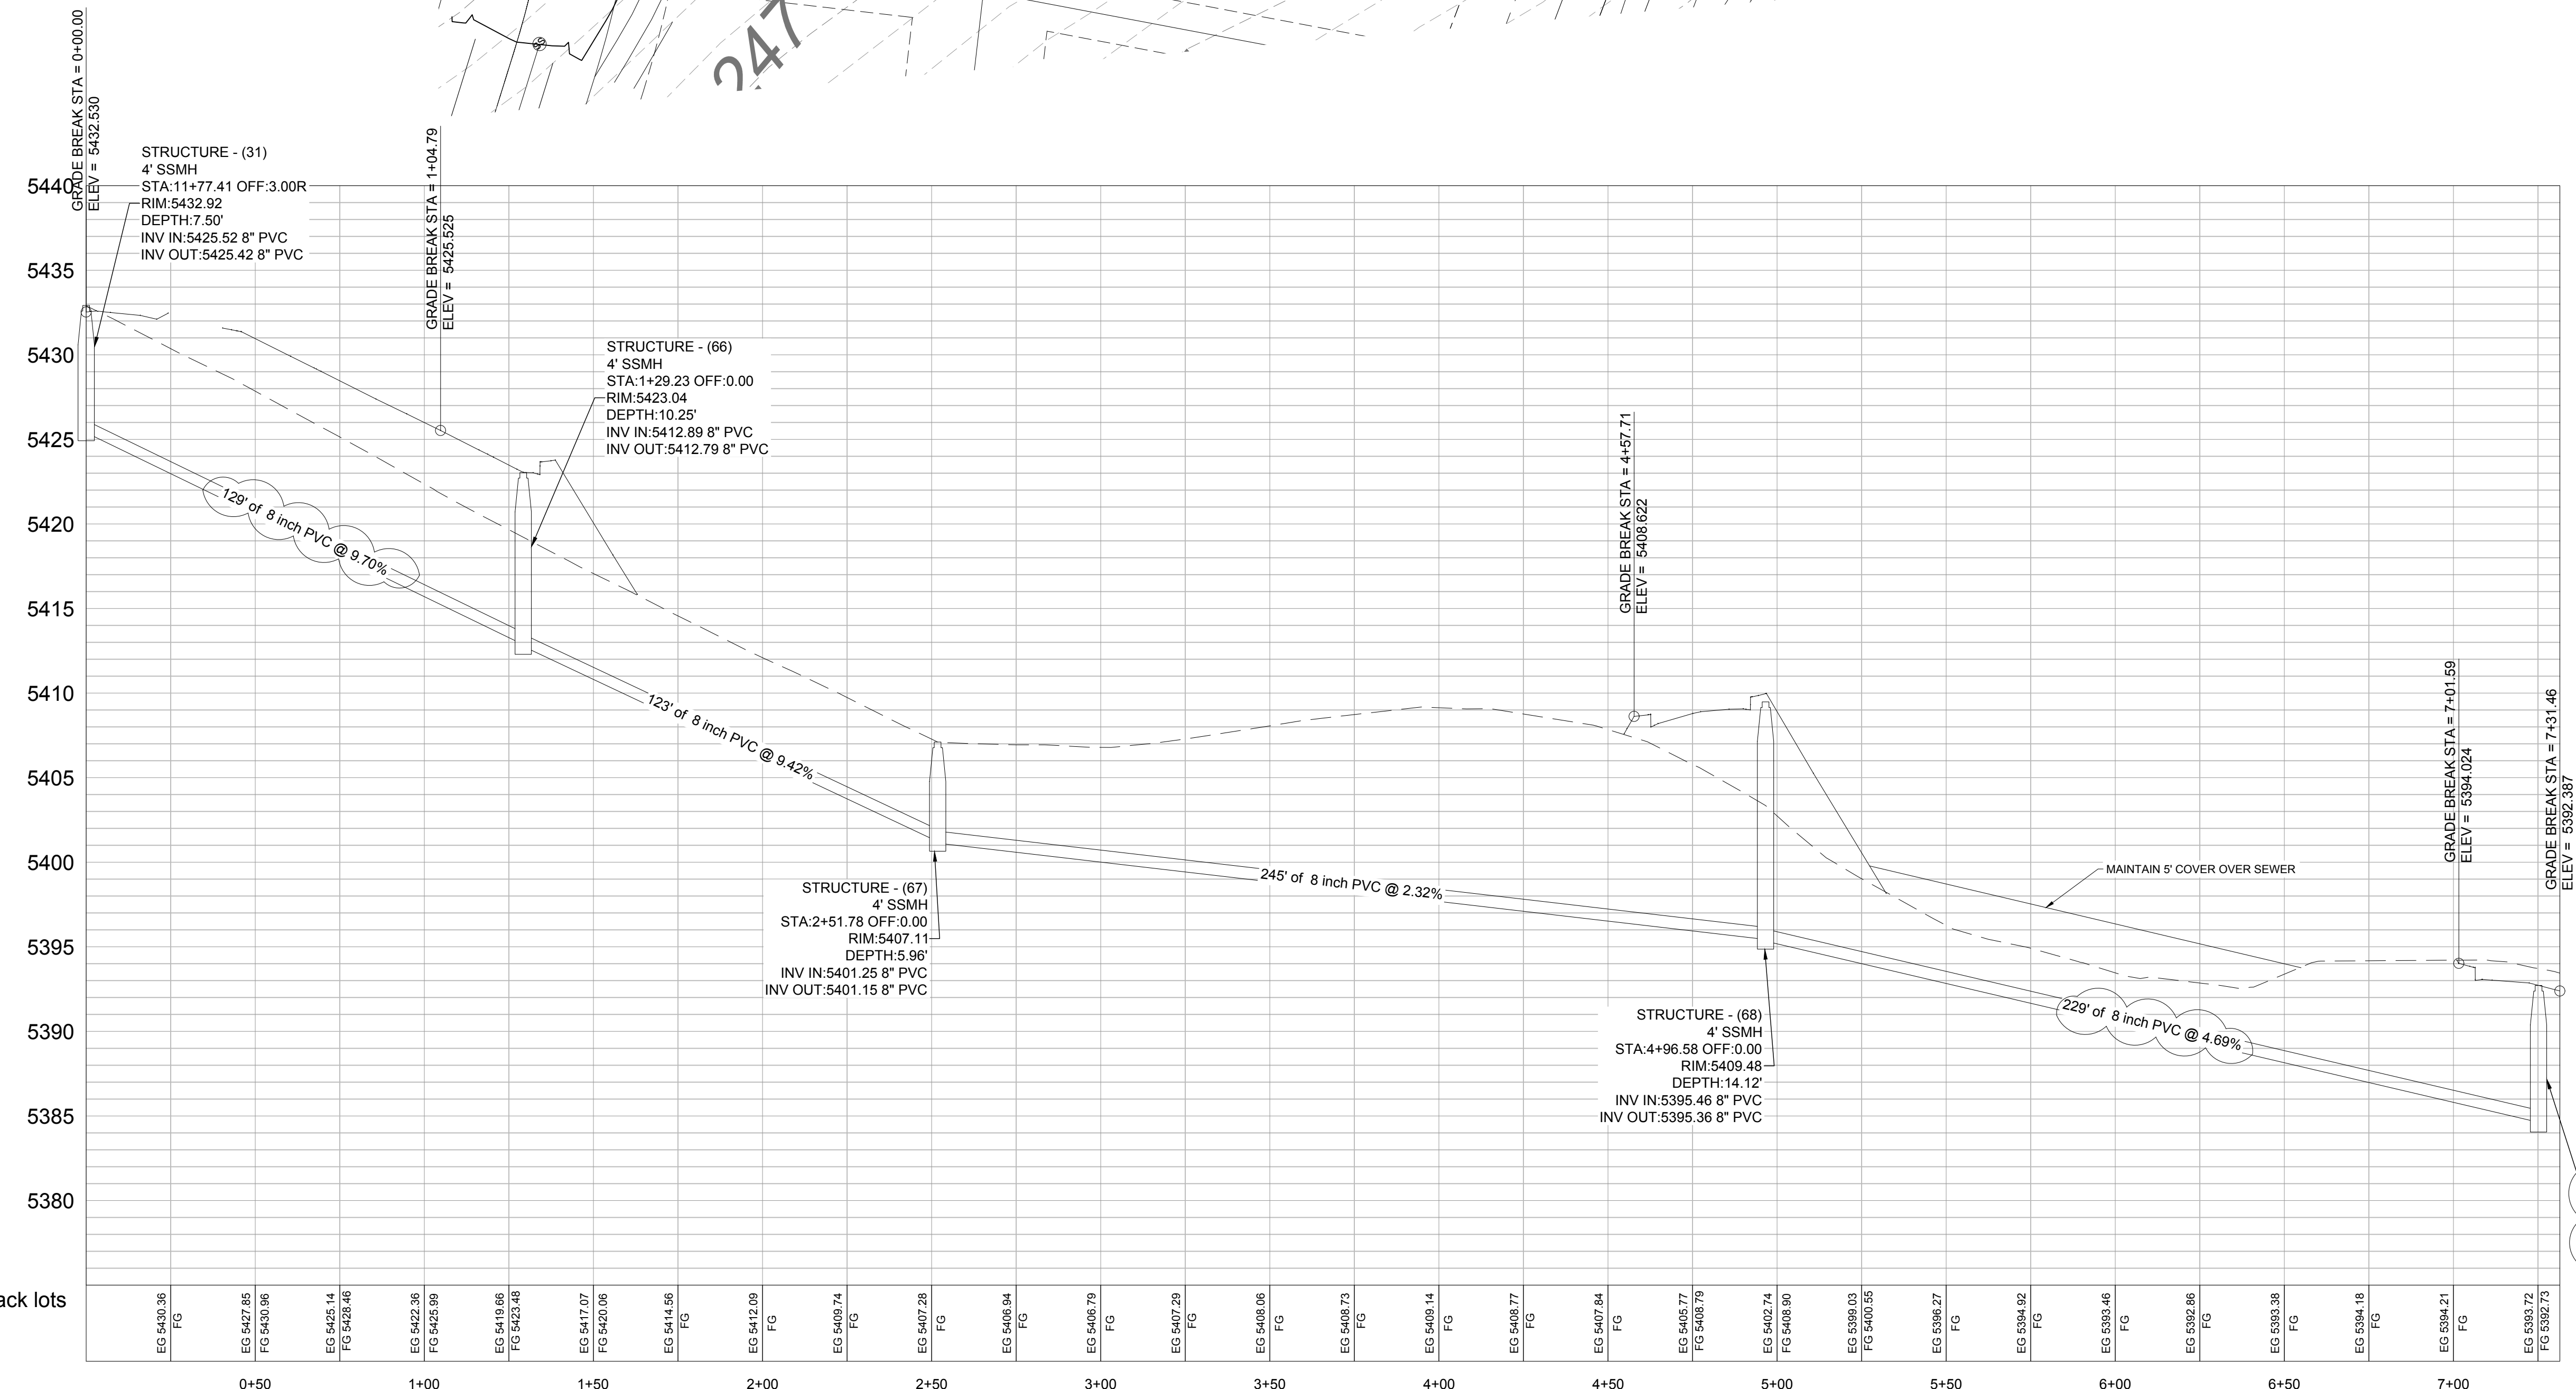 247
GRADE BREAK STA = 0+00.00
ELEV = 5432.530
STRUCTURE - (31)
4' SSMH
STA:11+77.41 OFF:3.00R
RIM:5432.92
DEPTH:7.50'
INV IN:5425.52 8" PVC
INV OUT:5425.42 8" PVC
GRADE BREAK STA = 1+04.79
ELEV = 5425.525
STRUCTURE - (66)
4' SSMH
STA:1+29.23 OFF:0.00
RIM:5423.04
DEPTH:10.25'
INV IN:5412.89 8" PVC
INV OUT:5412.79 8" PVC
GRADE BREAK STA = 4+57.71
ELEV = 5408.622
GRADE BREAK STA = 7+01.59
ELEV = 5394.024
GRADE BREAK STA = 7+31.46
ELEV = 5392.387
5440
5435
5430
5425
5420
5415
5410
5405
5400
5395
5390
5385
5380
129' of 8 inch PVC @ 9.70%
123' of 8 inch PVC @ 9.42%
245' of 8 inch PVC @ 2.32%
229' of 8 inch PVC @ 4.69%
MAINTAIN 5' COVER OVER SEWER
STRUCTURE - (67)
4' SSMH
STA:2+51.78 OFF:0.00
RIM:5407.11
DEPTH:5.96'
INV IN:5401.25 8" PVC
INV OUT:5401.15 8" PVC
STRUCTURE - (68)
4' SSMH
STA:4+96.58 OFF:0.00
RIM:5409.48
DEPTH:14.12'
INV IN:5395.46 8" PVC
INV OUT:5395.36 8" PVC
ack lots
EG 5430.36
FG
EG 5427.85
FG 5430.96
EG 5425.14
FG 5428.46
EG 5422.36
FG 5425.99
EG 5419.66
FG 5423.48
EG 5417.07
FG 5420.06
EG 5414.56
FG
EG 5412.09
FG
EG 5409.74
FG
EG 5407.28
FG
EG 5406.94
FG
EG 5406.79
FG
EG 5407.29
FG
EG 5408.06
FG
EG 5408.73
FG
EG 5409.14
FG
EG 5408.77
FG
EG 5407.84
FG
EG 5405.77
FG 5408.79
EG 5402.74
FG 5408.90
EG 5399.03
FG 5400.55
EG 5396.27
FG
EG 5394.92
FG
EG 5393.46
FG
EG 5392.86
FG
EG 5393.38
FG
EG 5394.18
FG
EG 5394.21
FG
EG 5393.72
FG 5392.73
0+50
1+00
1+50
2+00
2+50
3+00
3+50
4+00
4+50
5+00
5+50
6+00
6+50
7+00